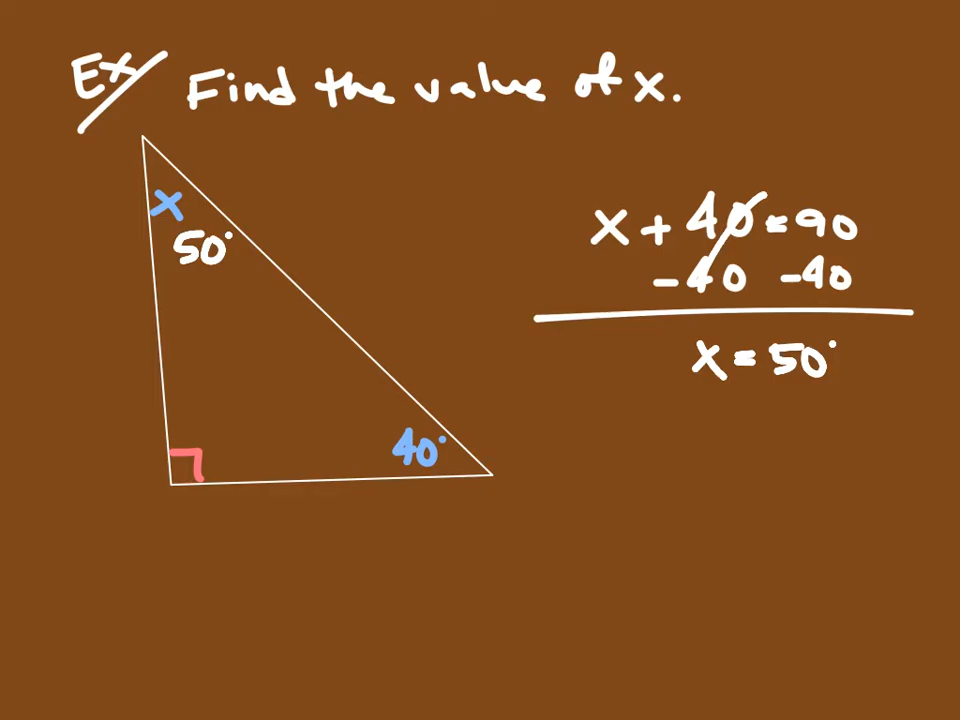 Ex/ Find the value of x.
x
50°
40°
x + 40 = 90
-40 -40
x = 50°